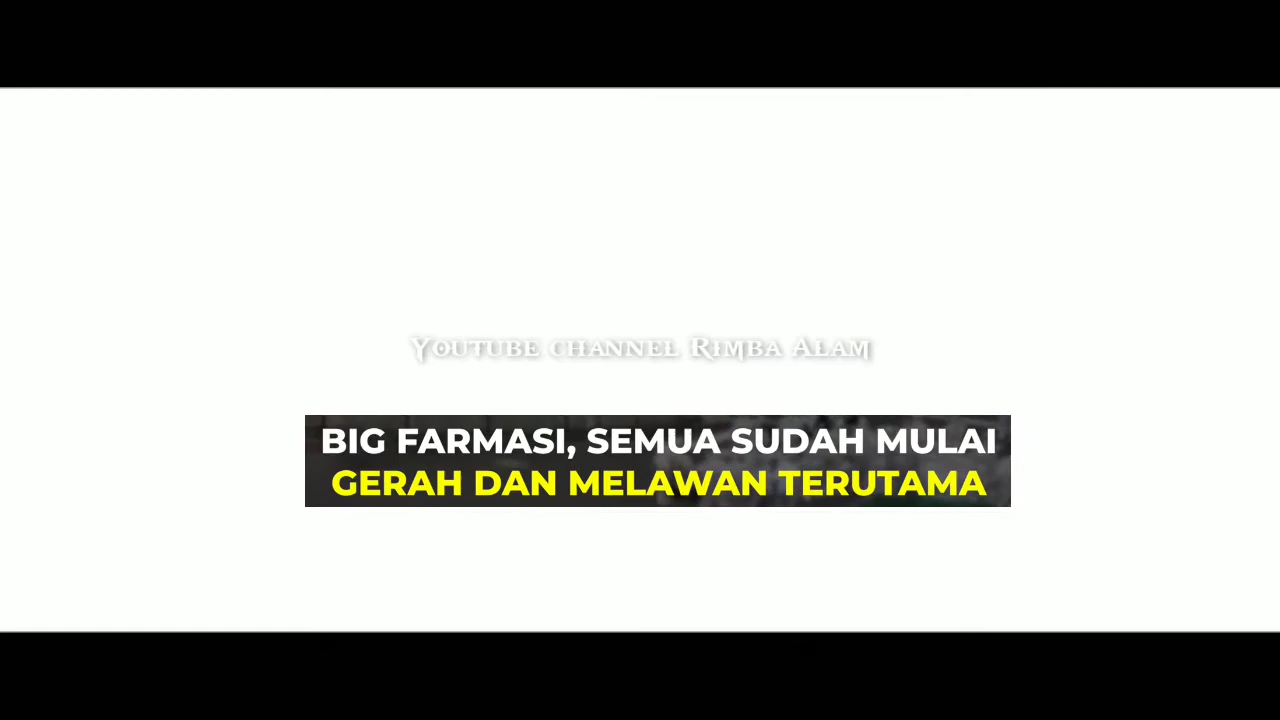 Youtube channel Rimba Alam
BIG FARMASI, SEMUA SUDAH MULAI
GERAH DAN MELAWAN TERUTAMA